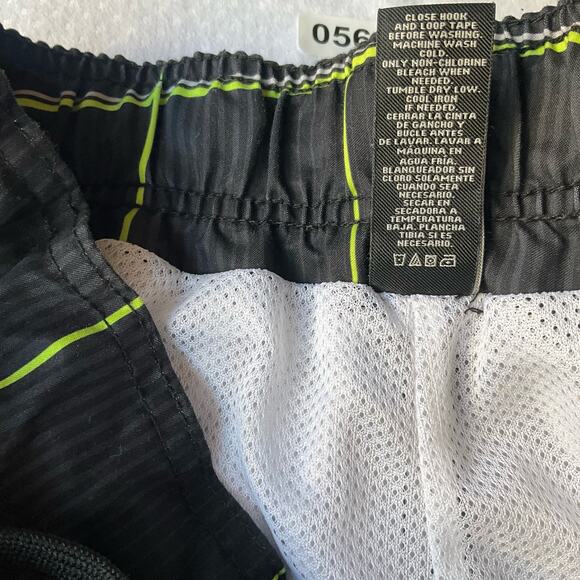 056
CLOSE HOOK
AND LOOP TAPE
BEFORE WASHING.
MACHINE WASH
COLD.
ONLY NON-CHLORINE
BLEACH WHEN
NEEDED.
TUMBLE DRY LOW.
COOL IRON
IF NEEDED.
CERRAR LA CINTA
DE GANCHO Y
BUCLE ANTES
DE LAVAR. LAVAR A
MÁQUINA EN
AGUA FRÍA.
BLANQUEADOR SIN
CLORO SOLAMENTE
CUANDO SEA
NECESARIO.
SECAR EN
SECADORA A
TEMPERATURA
BAJA. PLANCHA
TIBIA SI ES
NECESARIO.